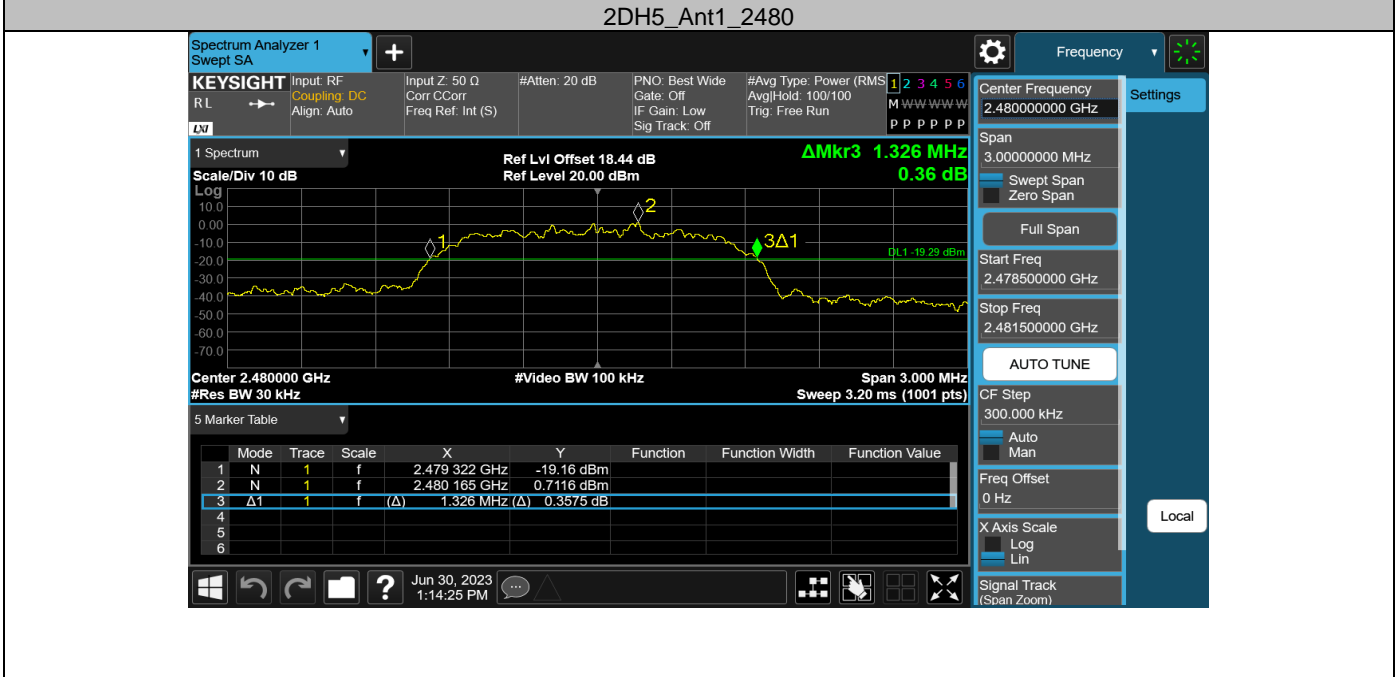 2DH5_Ant1_2480
Spectrum Analyzer 1
Swept SA
Frequency
KEYSIGHT
RL
LXI
Input: RF
Coupling: DC
Align: Auto
Input Z: 50 Ω
Corr CCorr
Freq Ref: Int (S)
#Atten: 20 dB
PNO: Best Wide
Gate: Off
IF Gain: Low
Sig Track: Off
#Avg Type: Power (RMS
Avg|Hold: 100/100
Trig: Free Run
1 2 3 4 5 6
M W W W W W
P P P P P P
1 Spectrum
Scale/Div 10 dB
Ref Lvl Offset 18.44 dB
Ref Level 20.00 dBm
ΔMkr3 1.326 MHz
0.36 dB
Log
10.0
0.00
-10.0
-20.0
-30.0
-40.0
-50.0
-60.0
-70.0
1
2
3Δ1
DL1 -19.29 dBm
Center 2.480000 GHz
#Video BW 100 kHz
Span 3.000 MHz
#Res BW 30 kHz
Sweep 3.20 ms (1001 pts)
5 Marker Table
Mode Trace Scale X Y Function Function Width Function Value
1 N 1 f 2.479 322 GHz -19.16 dBm
2 N 1 f 2.480 165 GHz 0.7116 dBm
3 Δ1 1 f (Δ) 1.326 MHz (Δ) 0.3575 dB
4
5
6
?
Jun 30, 2023
1:14:25 PM
Center Frequency
2.480000000 GHz
Settings
Span
3.00000000 MHz
Swept Span
Zero Span
Full Span
Start Freq
2.478500000 GHz
Stop Freq
2.481500000 GHz
AUTO TUNE
CF Step
300.000 kHz
Auto
Man
Freq Offset
0 Hz
X Axis Scale
Log
Lin
Local
Signal Track
(Span Zoom)